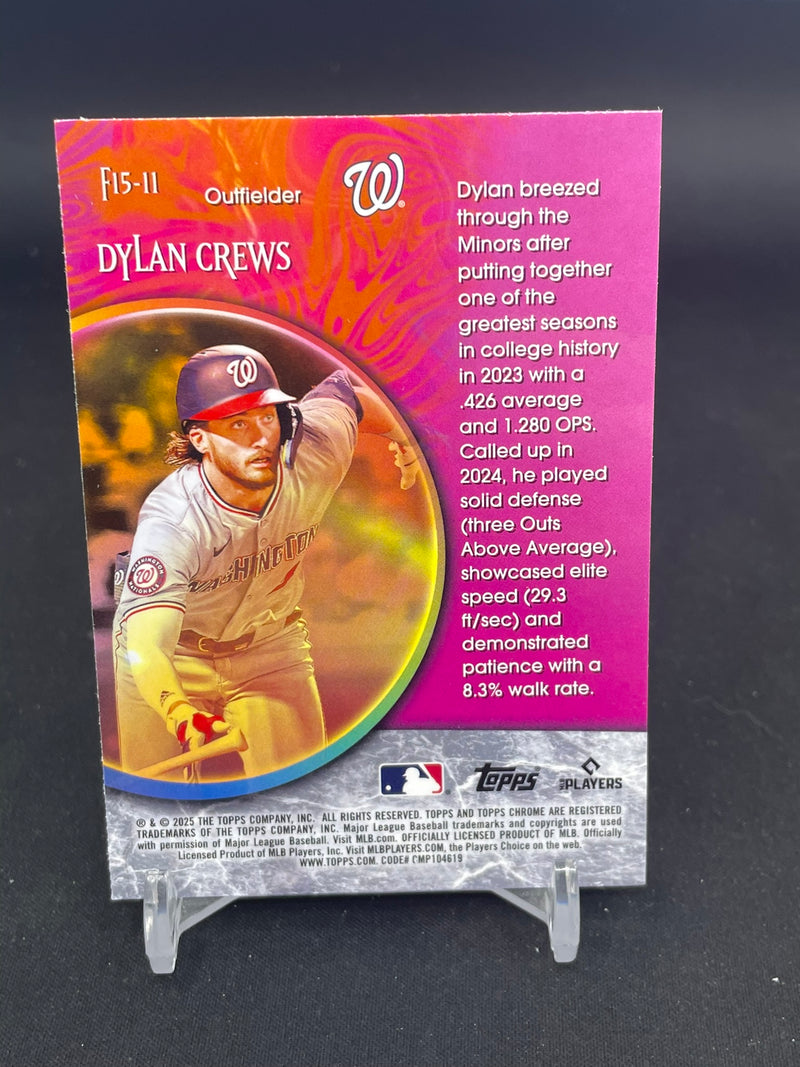 F15-11
Outfielder
W
DYLAN CREWS
Dylan breezed
through the
Minors after
putting together
one of the
greatest seasons
in college history
in 2023 with a
.426 average
and 1.280 OPS.
Called up in
2024, he played
solid defense
(three Outs
Above Average),
showcased elite
speed (29.3
ft/sec) and
demonstrated
patience with a
8.3% walk rate.
W
WASHINGTON
WASHINGTON
NATIONALS
Topps
PLAYERS
® & © 2025 THE TOPPS COMPANY, INC. ALL RIGHTS RESERVED. TOPPS AND TOPPS CHROME ARE REGISTERED
TRADEMARKS OF THE TOPPS COMPANY, INC. Major League Baseball trademarks and copyrights are used
with permission of Major League Baseball. Visit MLB.com. OFFICIALLY LICENSED PRODUCT OF MLB. Officially
Licensed Product of MLB Players, Inc. Visit MLBPLAYERS.COM, the Players Choice on the web.
WWW.TOPPS.COM. CODE# CMP104619